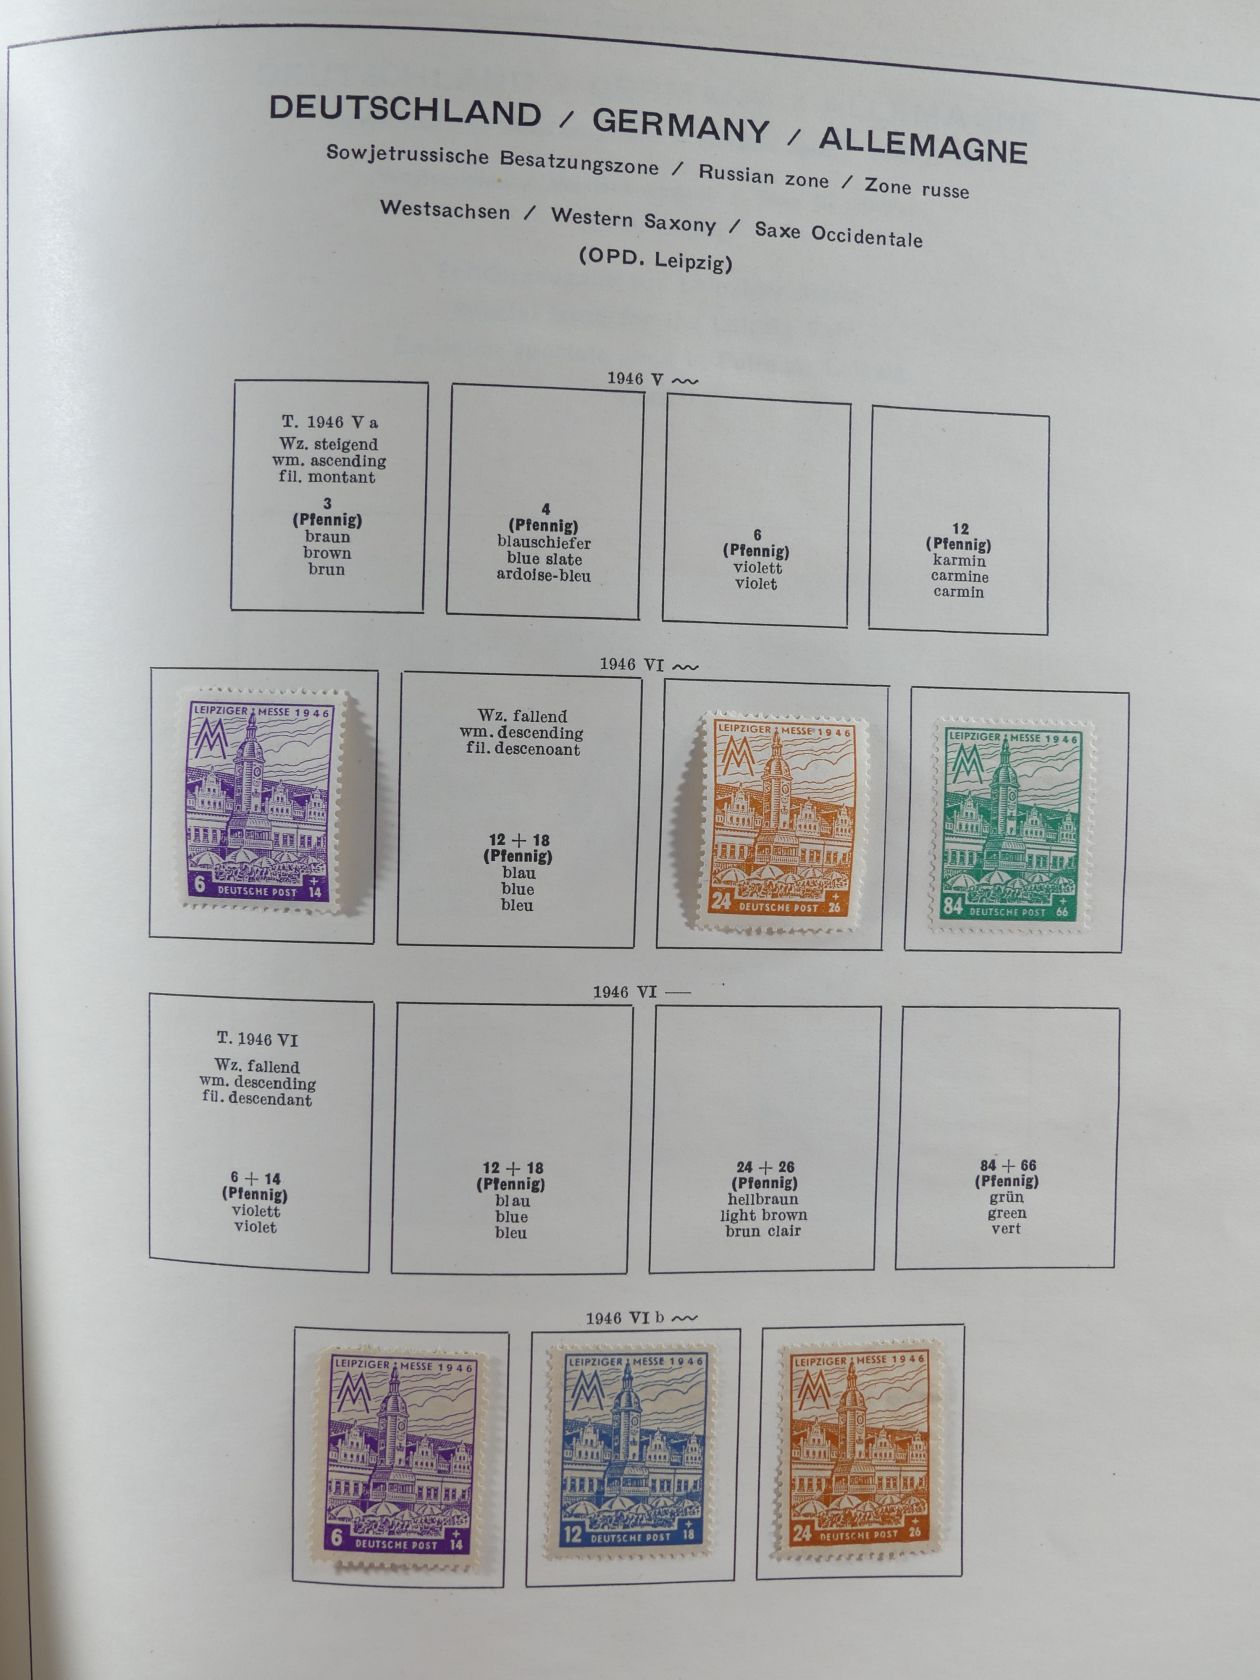 DEUTSCHLAND / GERMANY / ALLEMAGNE
Sowjetrussische Besatzungszone / Russian zone / Zone russe
Westsachsen / Western Saxony / Saxe Occidentale
(OPD. Leipzig)
1946 V
T. 1946 V a
Wz. steigend
wm. ascending
fil. montant
3
(Pfennig)
braun
brown
brun
4
(Pfennig)
blauschiefer
blue slate
ardoise-bleu
6
(Pfennig)
violett
violet
12
(Pfennig)
karmin
carmine
carmin
1946 VI
LEIPZIGER MESSE 1946
MM
6 DEUTSCHE POST + 14
Wz. fallend
wm. descending
fil. descenoant
12 + 18
(Pfennig)
blau
blue
bleu
LEIPZIGER MESSE 1946
MM
24 DEUTSCHE POST + 26
LEIPZIGER MESSE 1946
MM
84 DEUTSCHE POST + 66
1946 VI —
T. 1946 VI
Wz. fallend
wm. descending
fil. descendant
6 + 14
(Pfennig)
violett
violet
12 + 18
(Pfennig)
blau
blue
bleu
24 + 26
(Pfennig)
hellbraun
light brown
brun clair
84 + 66
(Pfennig)
grün
green
vert
1946 VI b
LEIPZIGER MESSE 1946
MM
6 DEUTSCHE POST + 14
LEIPZIGER MESSE 1946
MM
12 DEUTSCHE POST + 18
LEIPZIGER MESSE 1946
MM
24 DEUTSCHE POST + 26